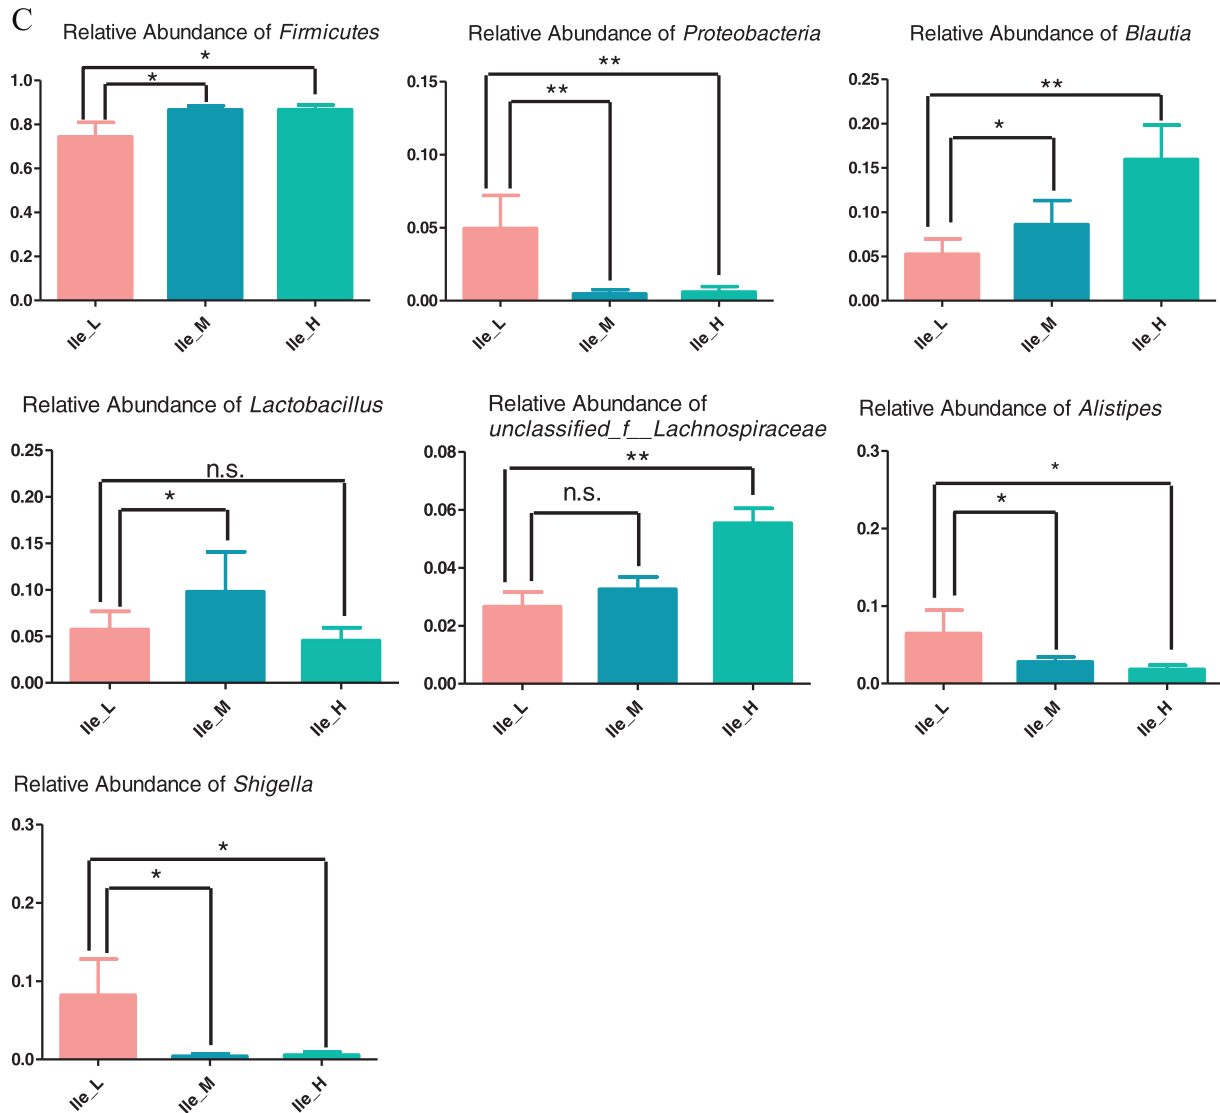 C
Relative Abundance of Firmicutes
*
*
1.0
0.8
0.6
0.4
0.2
0.0
Ile_L
Ile_M
Ile_H
Relative Abundance of Proteobacteria
**
**
0.15
0.10
0.05
0.00
Ile_L
Ile_M
Ile_H
Relative Abundance of Blautia
**
*
0.25
0.20
0.15
0.10
0.05
0.00
Ile_L
Ile_M
Ile_H
Relative Abundance of Lactobacillus
n.s.
*
0.25
0.20
0.15
0.10
0.05
0.00
Ile_L
Ile_M
Ile_H
Relative Abundance of
unclassified_f__Lachnospiraceae
**
n.s.
0.08
0.06
0.04
0.02
0.00
Ile_L
Ile_M
Ile_H
Relative Abundance of Alistipes
*
*
0.3
0.2
0.1
0.0
Ile_L
Ile_M
Ile_H
Relative Abundance of Shigella
*
*
0.3
0.2
0.1
0.0
Ile_L
Ile_M
Ile_H